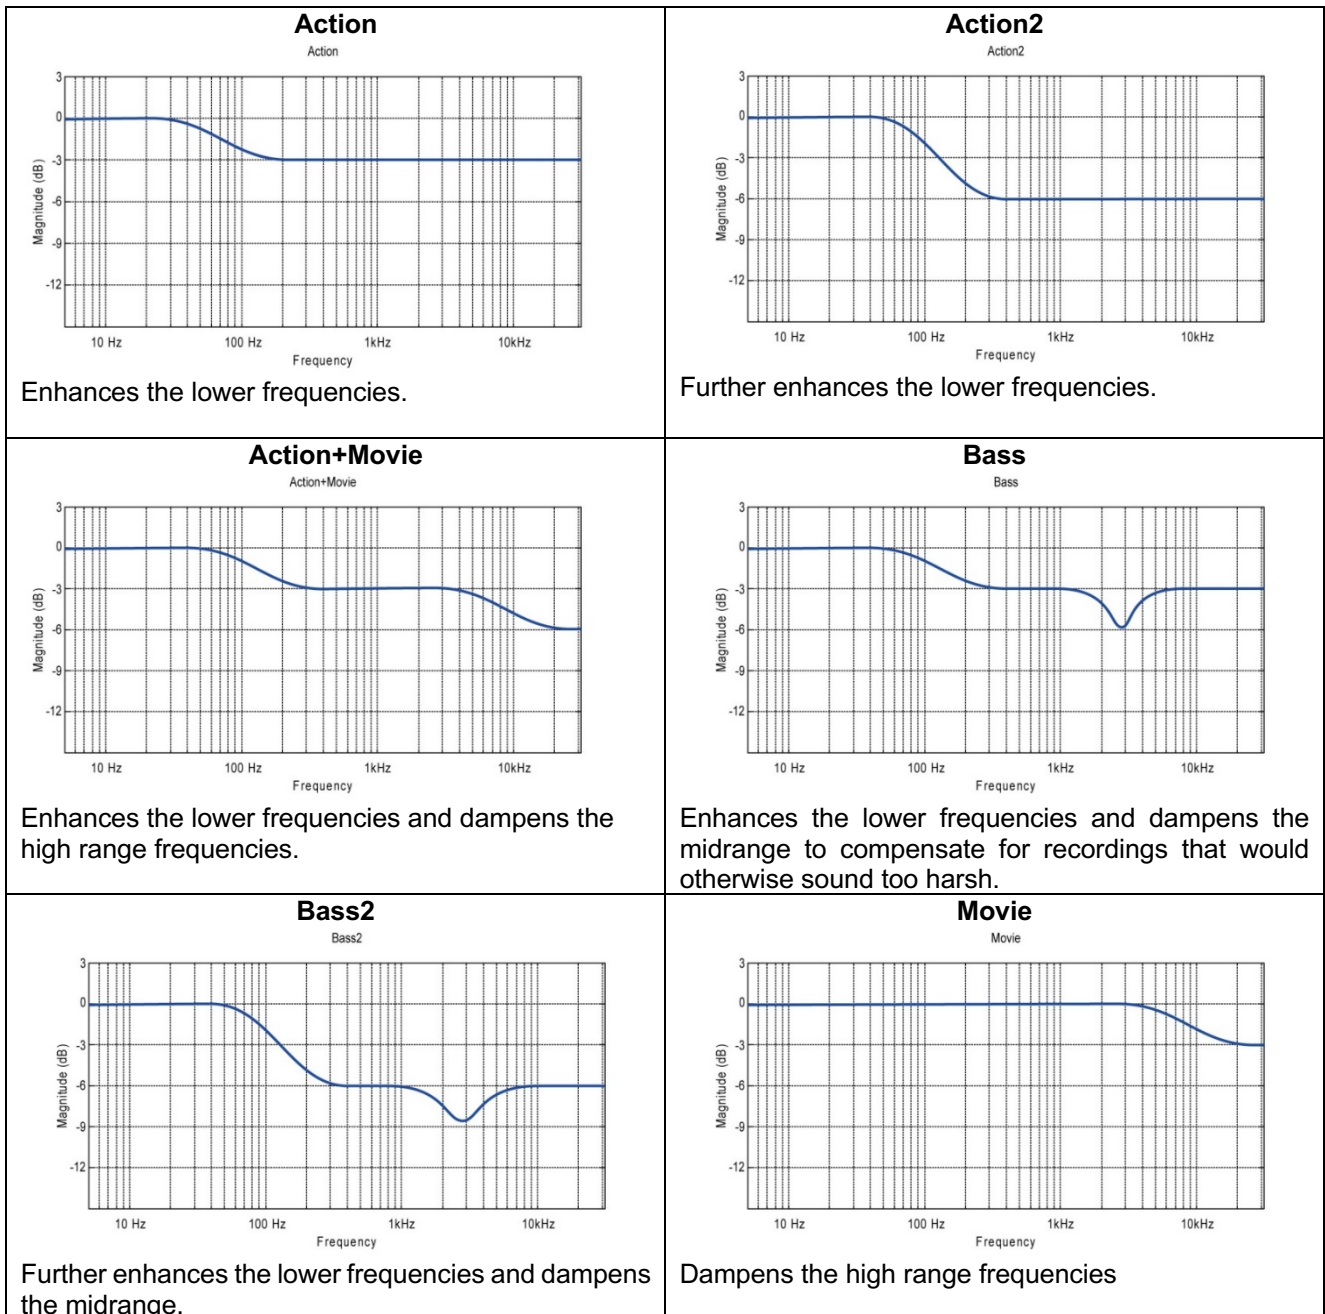 Action
Action
3
0
-3
-6
-9
-12
Magnitude (dB)
10 Hz 100 Hz 1kHz 10kHz
Frequency
Enhances the lower frequencies.
Action2
Action2
3
0
-3
-6
-9
-12
Magnitude (dB)
10 Hz 100 Hz 1kHz 10kHz
Frequency
Further enhances the lower frequencies.
Action+Movie
Action+Movie
3
0
-3
-6
-9
-12
Magnitude (dB)
10 Hz 100 Hz 1kHz 10kHz
Frequency
Enhances the lower frequencies and dampens the
high range frequencies.
Bass
Bass
3
0
-3
-6
-9
-12
Magnitude (dB)
10 Hz 100 Hz 1kHz 10kHz
Frequency
Enhances the lower frequencies and dampens the
midrange to compensate for recordings that would
otherwise sound too harsh.
Bass2
Bass2
3
0
-3
-6
-9
-12
Magnitude (dB)
10 Hz 100 Hz 1kHz 10kHz
Frequency
Further enhances the lower frequencies and dampens
the midrange.
Movie
Movie
3
0
-3
-6
-9
-12
Magnitude (dB)
10 Hz 100 Hz 1kHz 10kHz
Frequency
Dampens the high range frequencies